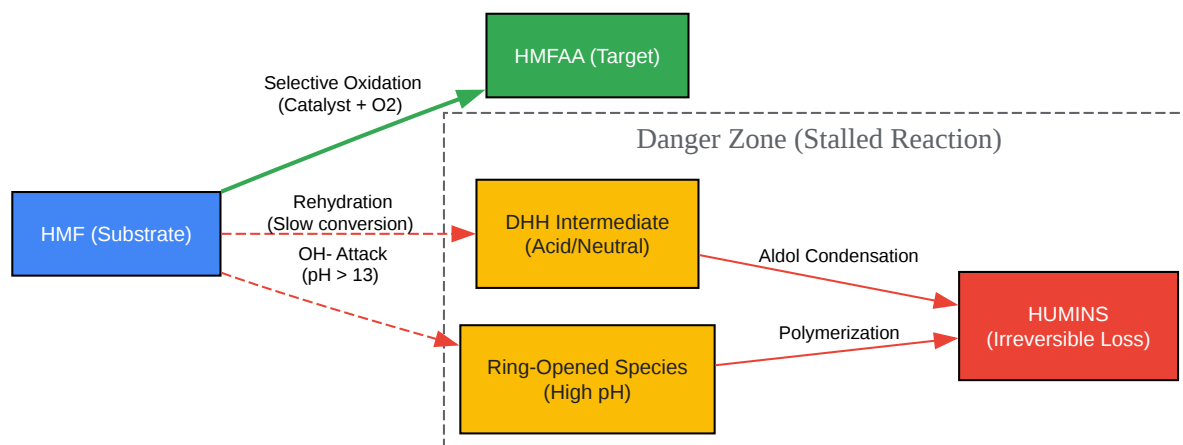 HMFAA (Target)
Selective Oxidation
(Catalyst + O2)
Danger Zone (Stalled Reaction)
HMF (Substrate)
Rehydration
(Slow conversion)
OH- Attack
(pH > 13)
DHH Intermediate
(Acid/Neutral)
Aldol Condensation
HUMINS
(Irreversible Loss)
Polymerization
Ring-Opened Species
(High pH)